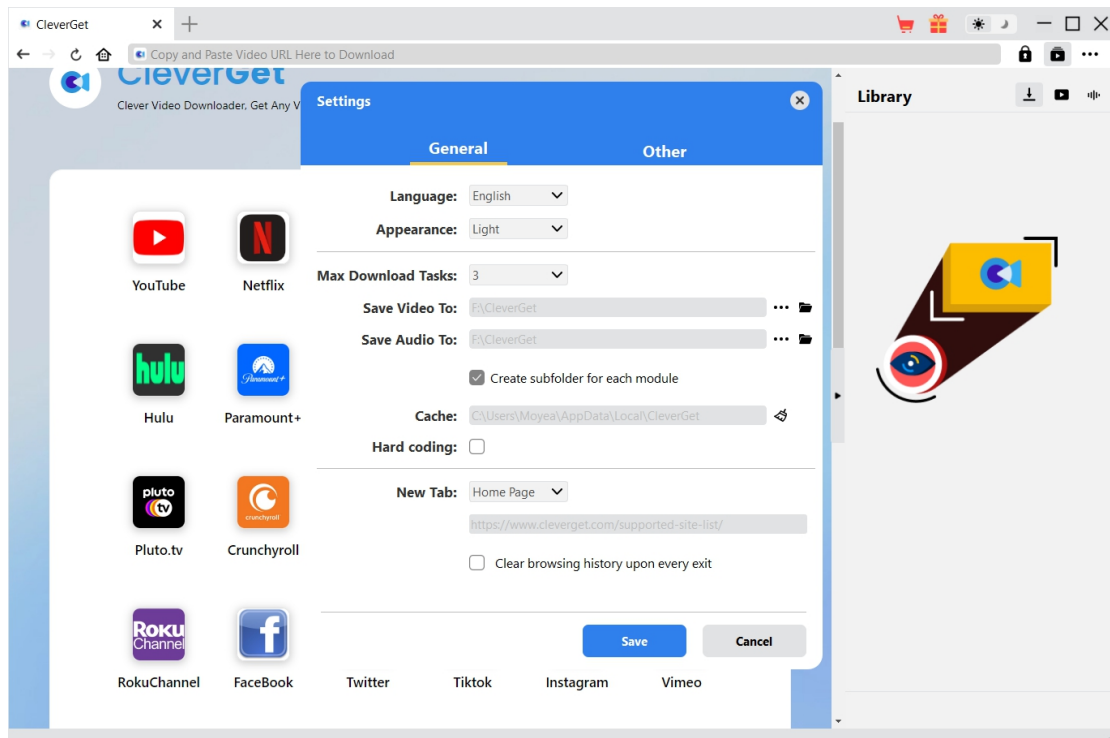 CleverGet
Copy and Paste Video URL Here to Download
CleverGet
Clever Video Downloader. Get Any V
Settings
General
Other
Language: English
Appearance: Light
Max Download Tasks: 3
Save Video To: F:\CleverGet
Save Audio To: F:\CleverGet
Create subfolder for each module
Cache: C:\Users\Moyea\AppData\Local\CleverGet
Hard coding:
New Tab: Home Page
https://www.cleverget.com/supported-site-list/
Clear browsing history upon every exit
Save
Cancel
Library
YouTube
Netflix
hulu
Paramount+
Hulu
Paramount+
pluto tv
crunchyroll
Pluto.tv
Crunchyroll
Roku
Channel
RokuChannel
FaceBook
Twitter
Tiktok
Instagram
Vimeo